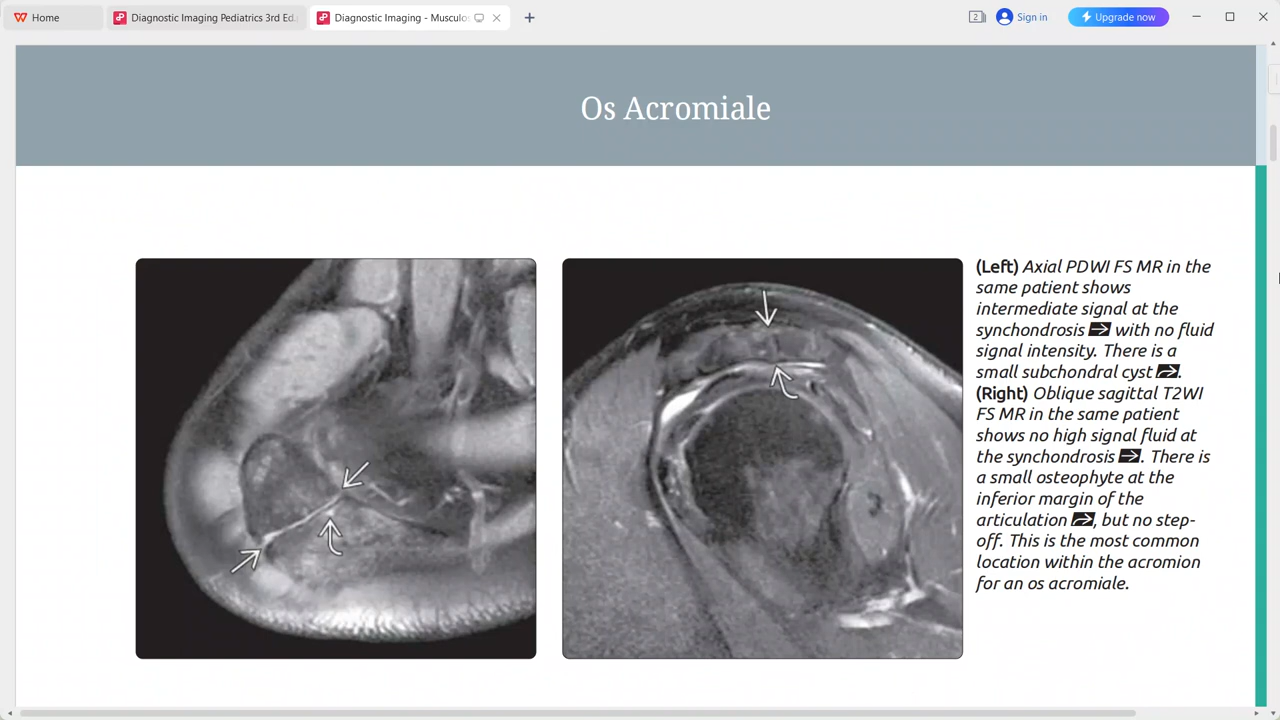 Home
Diagnostic Imaging Pediatrics 3rd Ed.
Diagnostic Imaging - Musculo
2
Sign in
Upgrade now
Os Acromiale
(Left) Axial PDWI FS MR in the
same patient shows
intermediate signal at the
synchondrosis with no fluid
signal intensity. There is a
small subchondral cyst .
(Right) Oblique sagittal T2WI
FS MR in the same patient
shows no high signal fluid at
the synchondrosis . There is
a small osteophyte at the
inferior margin of the
articulation , but no step-
off. This is the most common
location within the acromion
for an os acromiale.